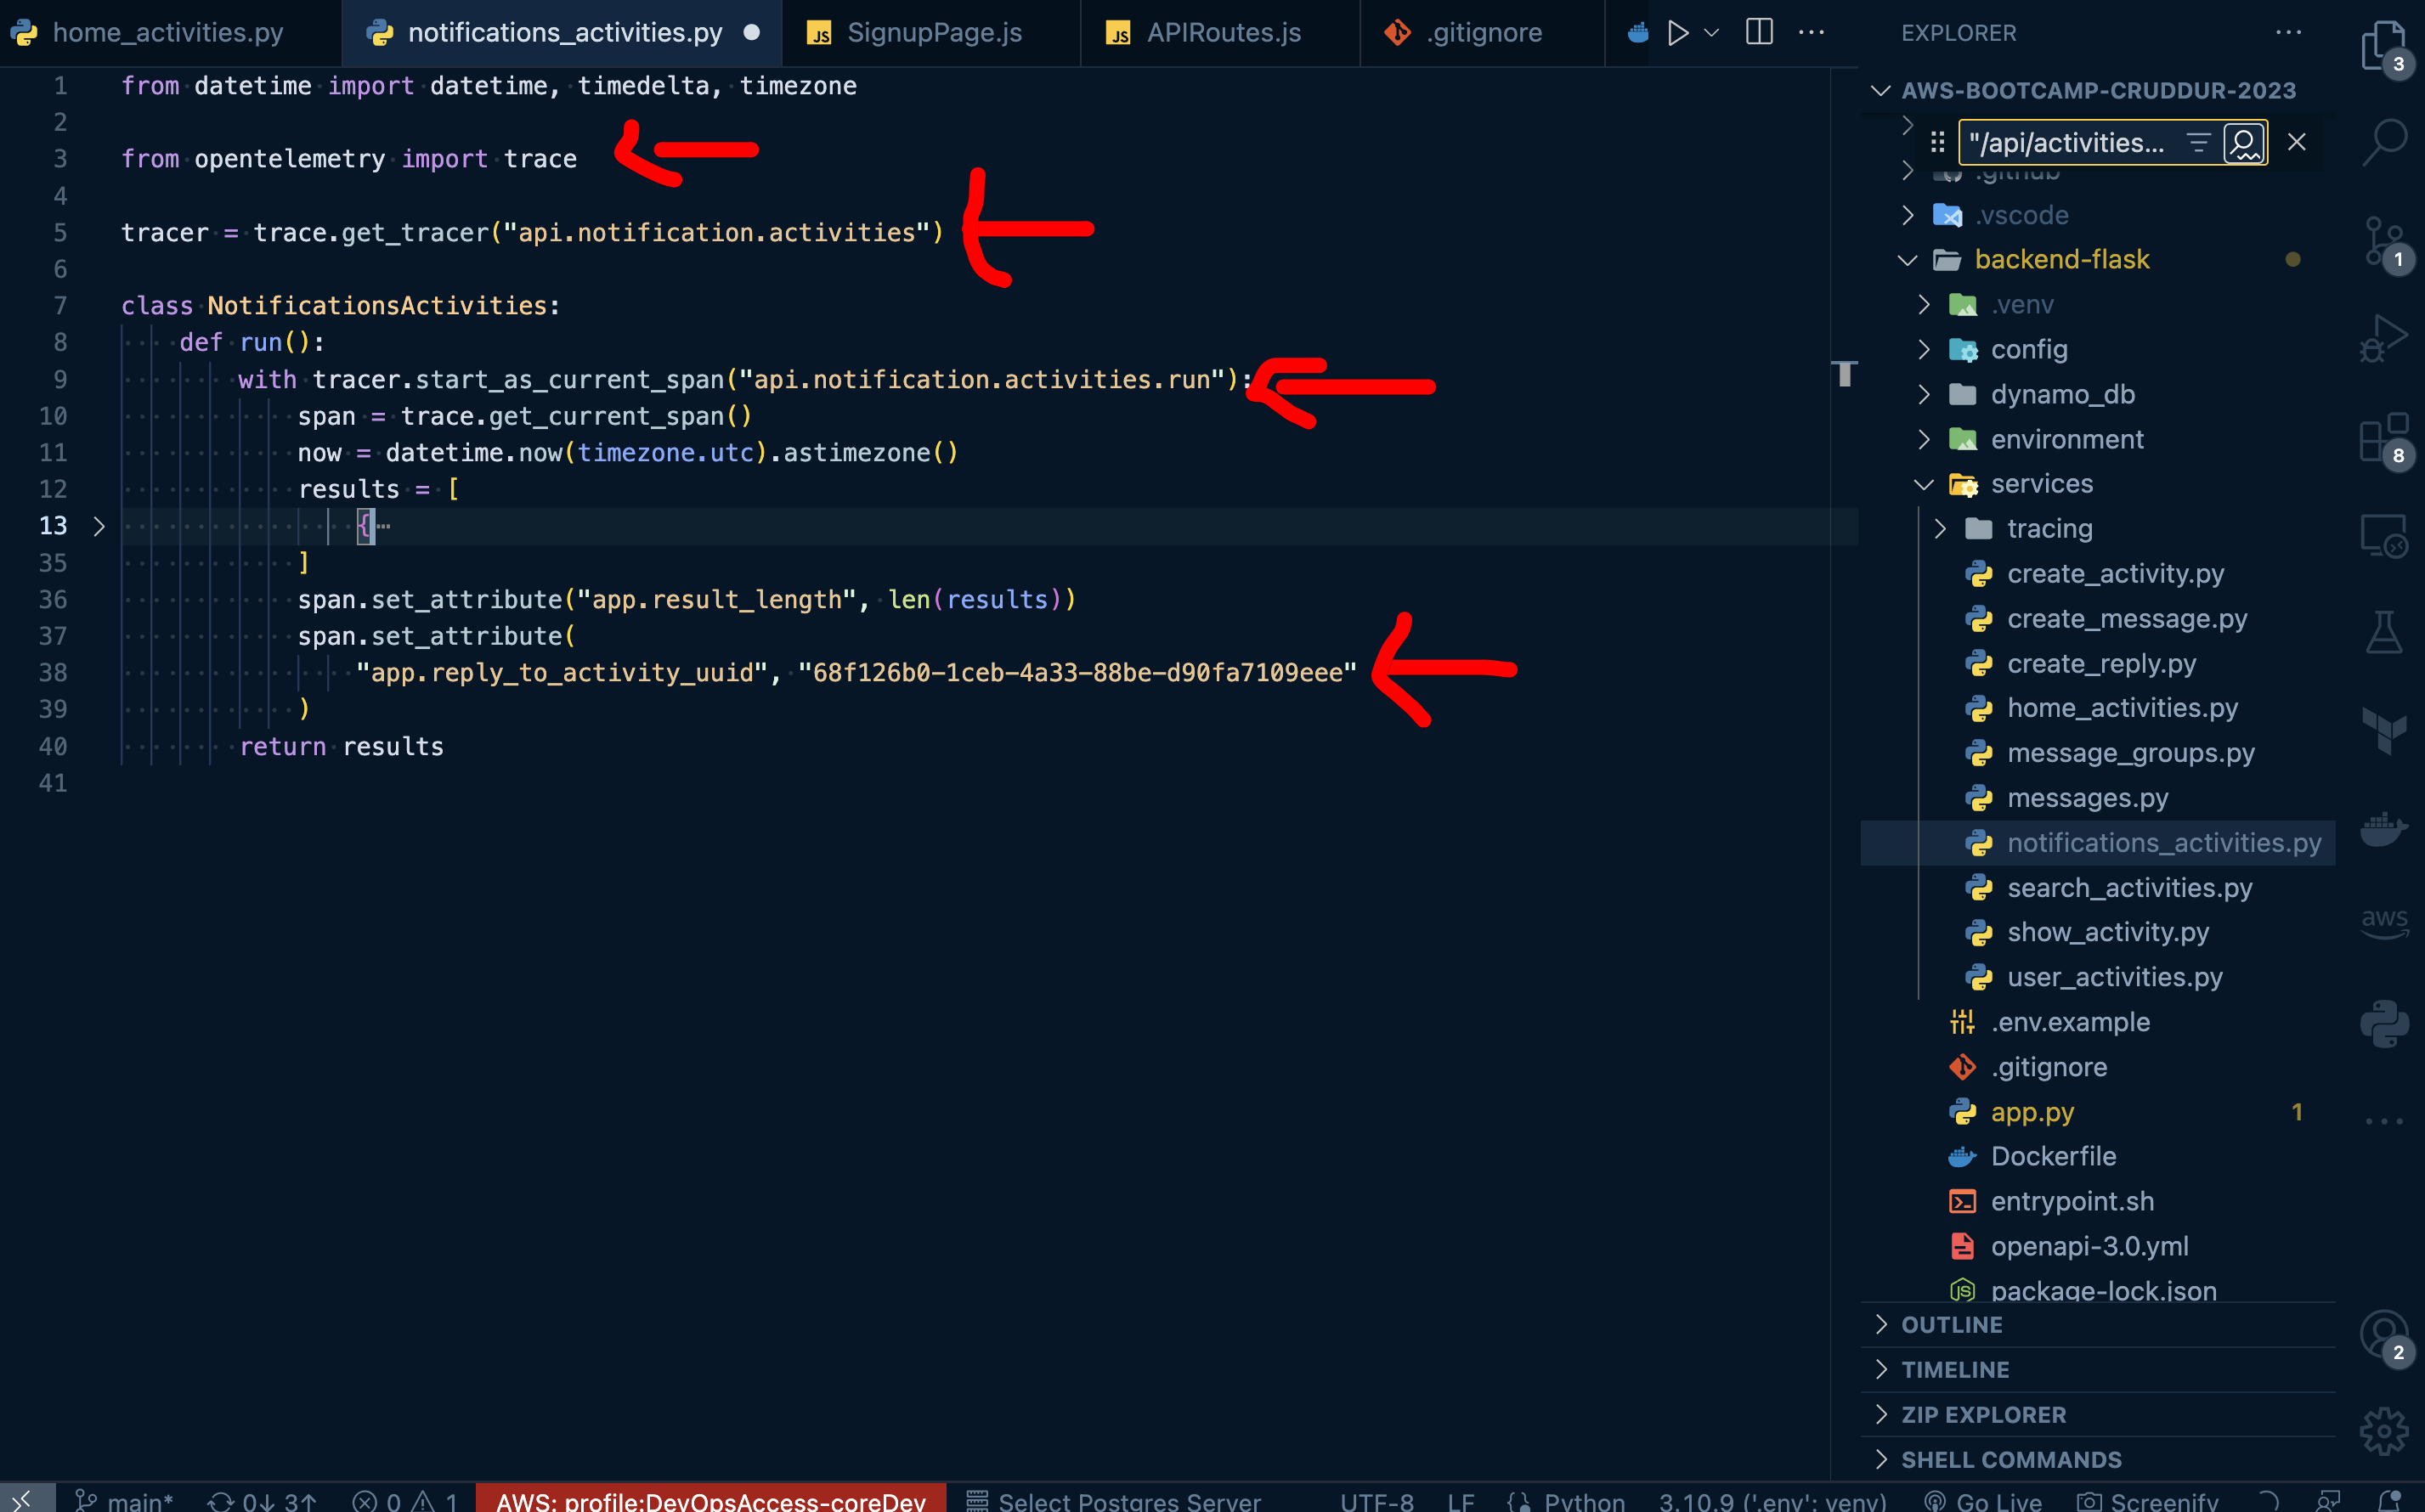 home_activities.py
notifications_activities.py
SignupPage.js
APIRoutes.js
.gitignore
1 from datetime import datetime, timedelta, timezone
2
3 from opentelemetry import trace
4
5 tracer = trace.get_tracer("api.notification.activities")
6
7 class NotificationsActivities:
8 def run():
9 with tracer.start_as_current_span("api.notification.activities.run"):
10 span = trace.get_current_span()
11 now = datetime.now(timezone.utc).astimezone()
12 results = [
13 {…
35 ]
36 span.set_attribute("app.result_length", len(results))
37 span.set_attribute(
38 "app.reply_to_activity_uuid", "68f126b0-1ceb-4a33-88be-d90fa7109eee"
39 )
40 return results
41
EXPLORER
AWS-BOOTCAMP-CRUDDUR-2023
"/api/activities...
.github
.vscode
backend-flask
.venv
config
dynamo_db
environment
services
tracing
create_activity.py
create_message.py
create_reply.py
home_activities.py
message_groups.py
messages.py
notifications_activities.py
search_activities.py
show_activity.py
user_activities.py
.env.example
.gitignore
app.py 1
Dockerfile
entrypoint.sh
openapi-3.0.yml
package-lock.json
OUTLINE
TIMELINE
ZIP EXPLORER
SHELL COMMANDS
3
1
8
aws
2
main* 0↓ 3↑ 0 1 AWS: profile:DevOpsAccess-coreDev Select Postgres Server UTF-8 LF Python 3.10.9 ('.env': venv) Go Live Screenify